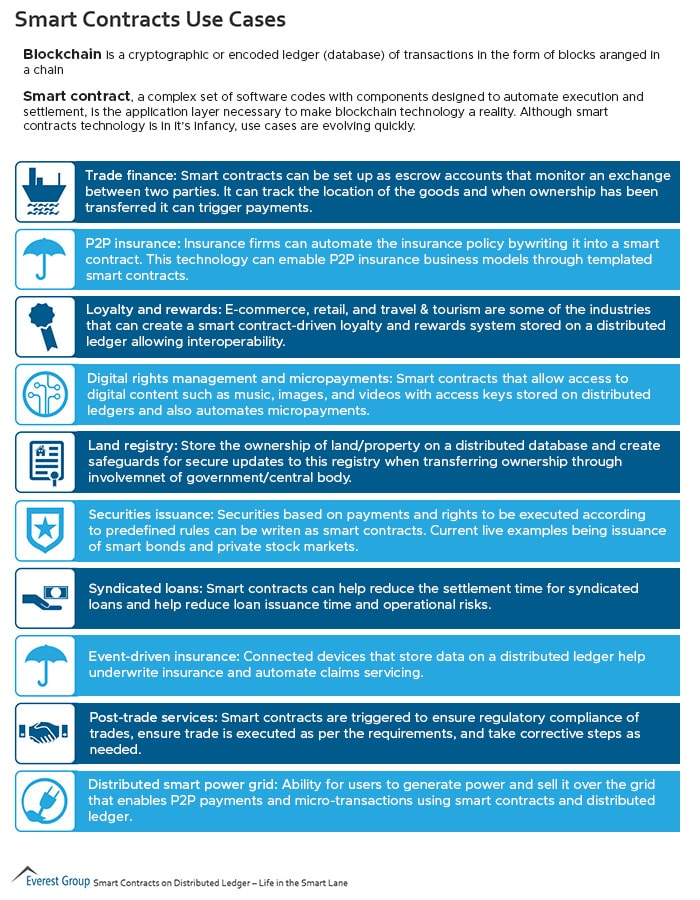 Smart Contracts Use Cases
Blockchain is a cryptographic or encoded ledger (database) of transactions in the form of blocks aranged in
a chain
Smart contract, a complex set of software codes with components designed to automate execution and
settlement, is the application layer necessary to make blockchain technology a reality. Although smart
contracts technology is in it's infancy, use cases are evolving quickly.
Trade finance: Smart contracts can be set up as escrow accounts that monitor an exchange
between two parties. It can track the location of the goods and when ownership has been
transferred it can trigger payments.
P2P insurance: Insurance firms can automate the insurance policy bywriting it into a smart
contract. This technology can emable P2P insurance business models through templated
smart contracts.
Loyalty and rewards: E-commerce, retail, and travel & tourism are some of the industries
that can create a smart contract-driven loyalty and rewards system stored on a distributed
ledger allowing interoperability.
Digital rights management and micropayments: Smart contracts that allow access to
digital content such as music, images, and videos with access keys stored on distributed
ledgers and also automates micropayments.
Land registry: Store the ownership of land/property on a distributed database and create
safeguards for secure updates to this registry when transferring ownership through
involvemnet of government/central body.
Securities issuance: Securities based on payments and rights to be executed according
to predefined rules can be writen as smart contracts. Current live examples being issuance
of smart bonds and private stock markets.
Syndicated loans: Smart contracts can help reduce the settlement time for syndicated
loans and help reduce loan issuance time and operational risks.
Event-driven insurance: Connected devices that store data on a distributed ledger help
underwrite insurance and automate claims servicing.
Post-trade services: Smart contracts are triggered to ensure regulatory compliance of
trades, ensure trade is executed as per the requirements, and take corrective steps as
needed.
Distributed smart power grid: Ability for users to generate power and sell it over the grid
that enables P2P payments and micro-transactions using smart contracts and distributed
ledger.
Everest Group Smart Contracts on Distributed Ledger – Life in the Smart Lane